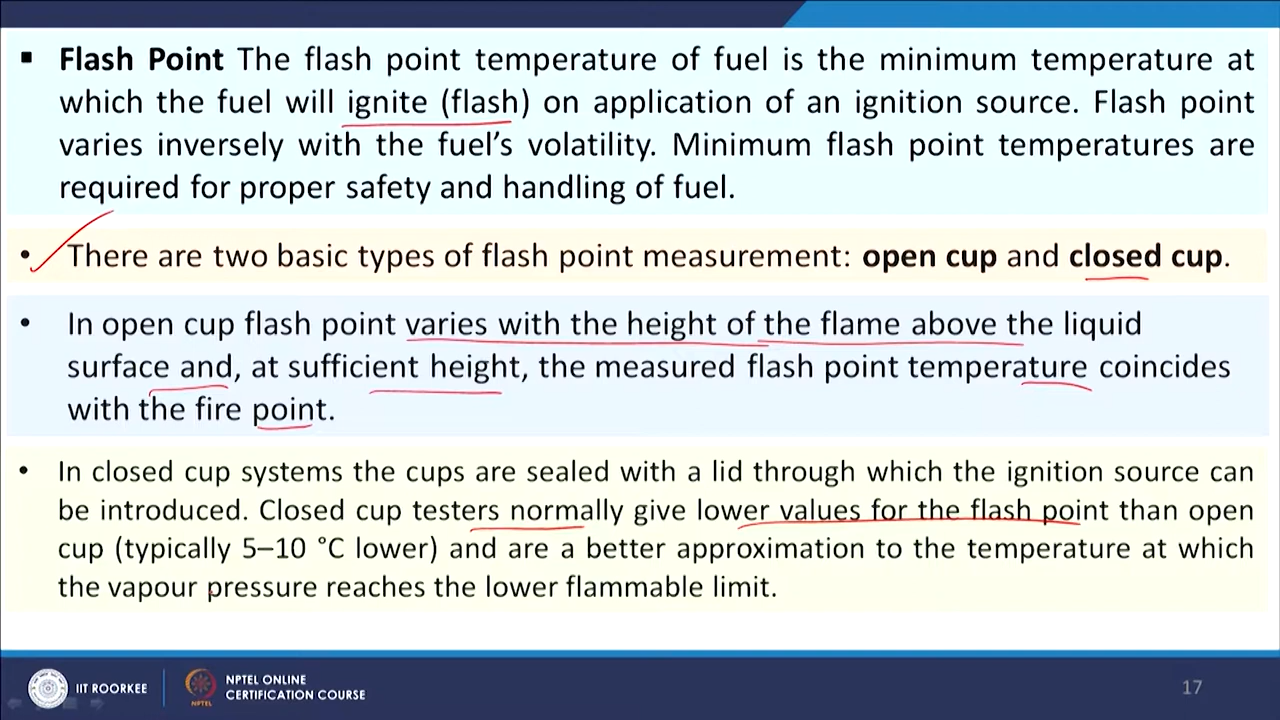 ▪ Flash Point The flash point temperature of fuel is the minimum temperature at
which the fuel will ignite (flash) on application of an ignition source. Flash point
varies inversely with the fuel’s volatility. Minimum flash point temperatures are
required for proper safety and handling of fuel.
• There are two basic types of flash point measurement: open cup and closed cup.
• In open cup flash point varies with the height of the flame above the liquid
surface and, at sufficient height, the measured flash point temperature coincides
with the fire point.
• In closed cup systems the cups are sealed with a lid through which the ignition source can
be introduced. Closed cup testers normally give lower values for the flash point than open
cup (typically 5–10 °C lower) and are a better approximation to the temperature at which
the vapour pressure reaches the lower flammable limit.
IIT ROORKEE
NPTEL
NPTEL ONLINE
CERTIFICATION COURSE
17